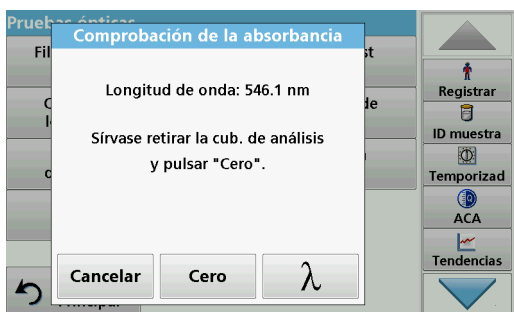 Pruebas ópticas
Comprobación de la absorbancia
Longitud de onda: 546.1 nm
Sírvase retirar la cub. de análisis
y pulsar "Cero".
Cancelar
Cero
λ
Principal
Registrar
ID muestra
Temporizad
ACA
Tendencias